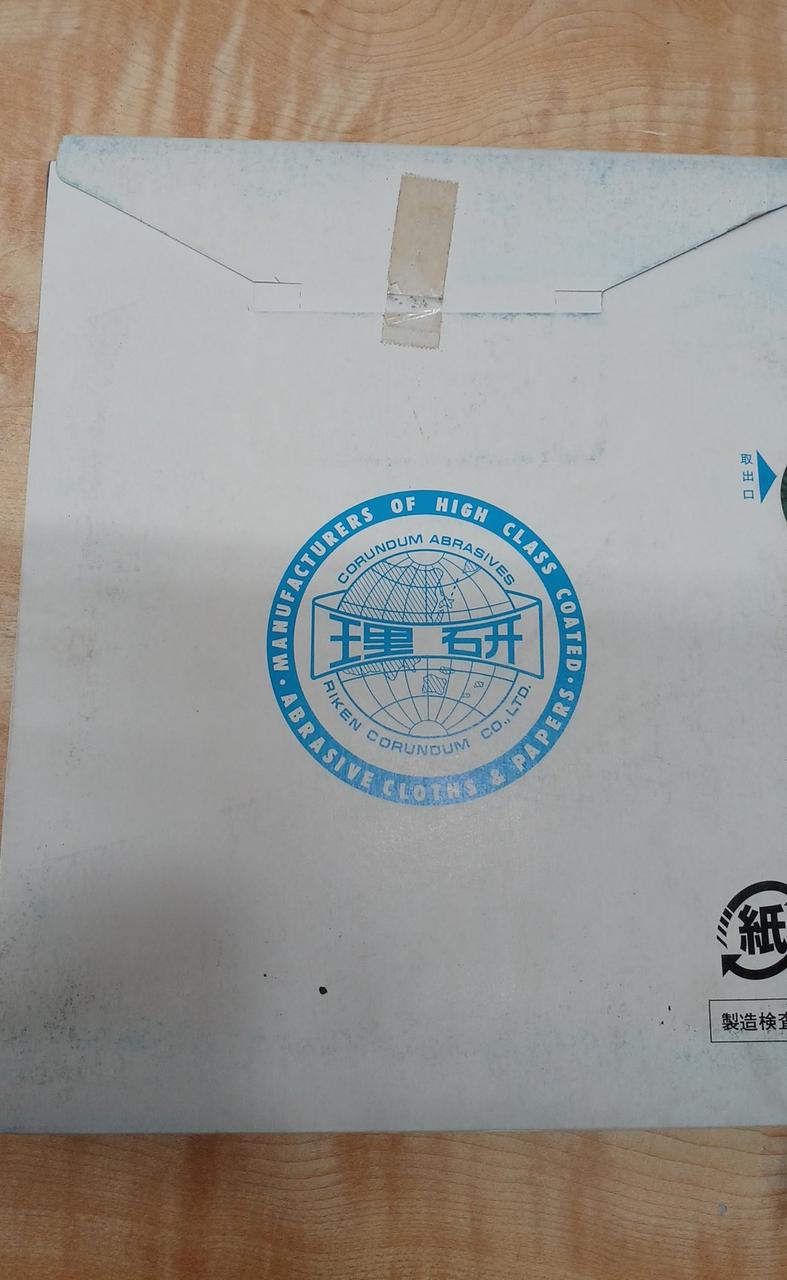 取出口
MANUFACTURERS OF HIGH CLASS COATED
CORUNDUM ABRASIVES
理研
RIKEN CORUNDUM CO., LTD.
ABRASIVE CLOTHS & PAPERS
紙
製造検査